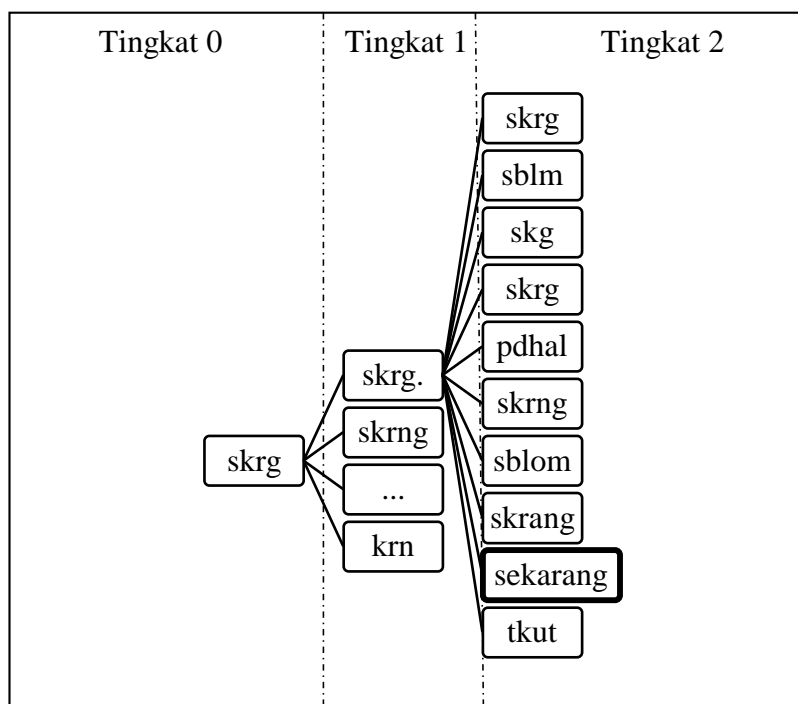 Tingkat 0
Tingkat 1
Tingkat 2
skrg
skrg.
skrng
...
krn
skrg
sblm
skg
skrg
pdhal
skrng
sblom
skrang
sekarang
tkut